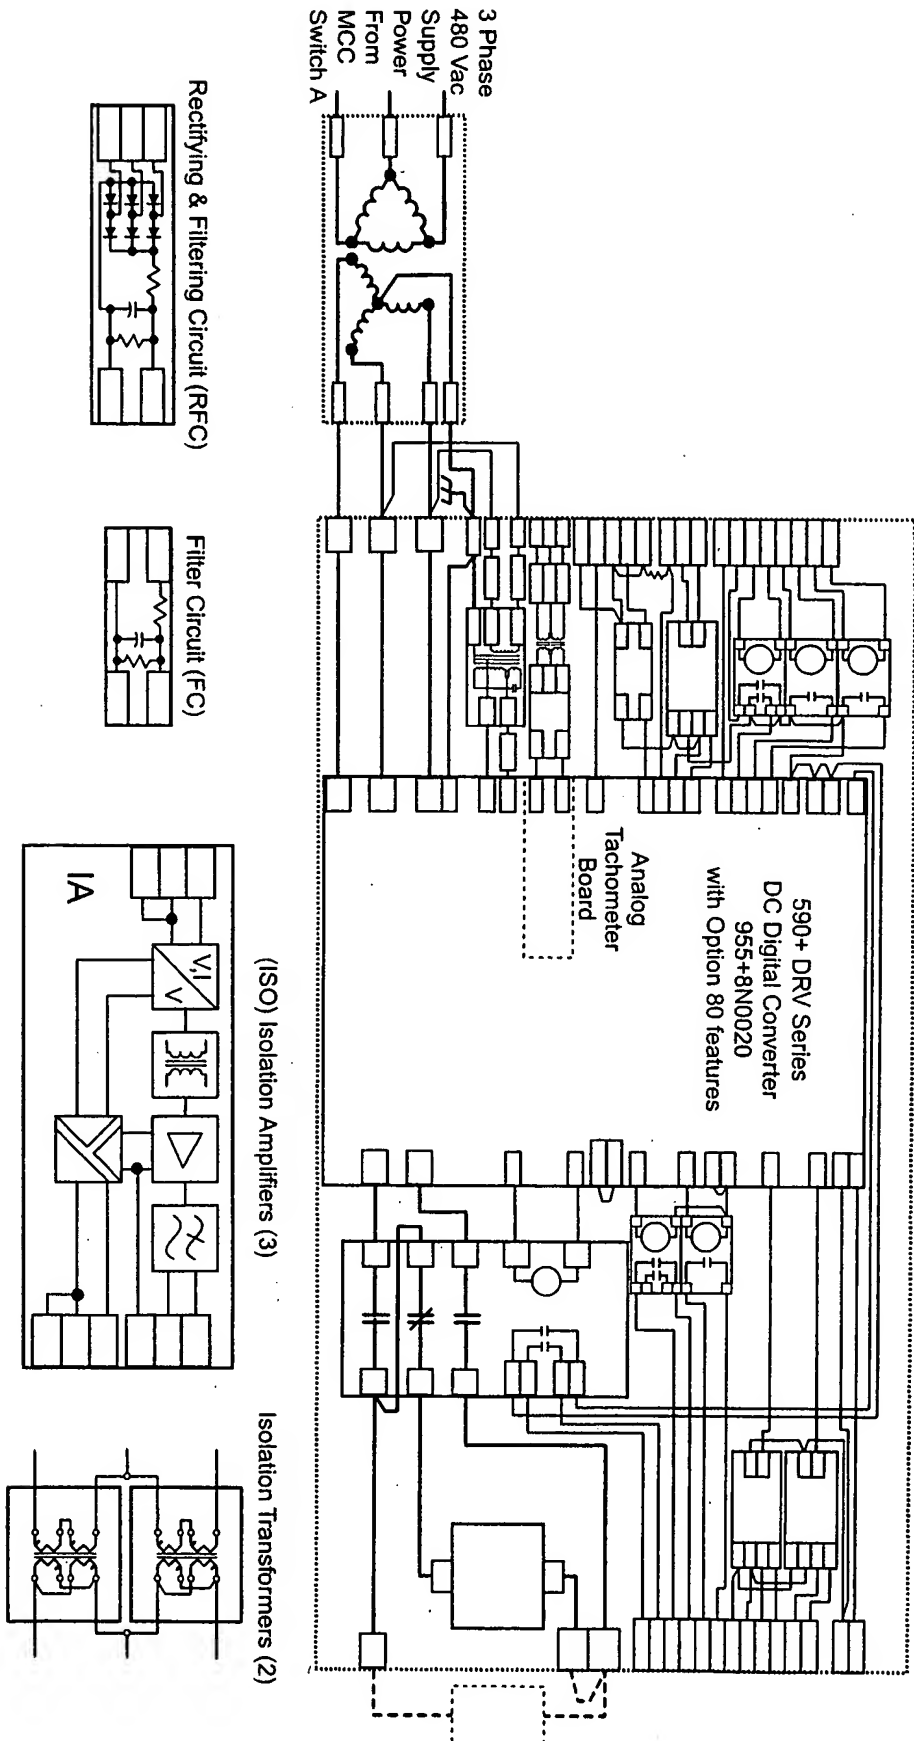 3 Phase
480 Vac
Supply
Power
From
MCC
Switch A
590+ DRV Series
DC Digital Converter
955+8N0020
with Option 80 features
Analog
Tachometer
Board
Rectifying & Filtering Circuit (RFC)
Filter Circuit (FC)
(ISO) Isolation Amplifiers (3)
IA
V,I
V
Isolation Transformers (2)